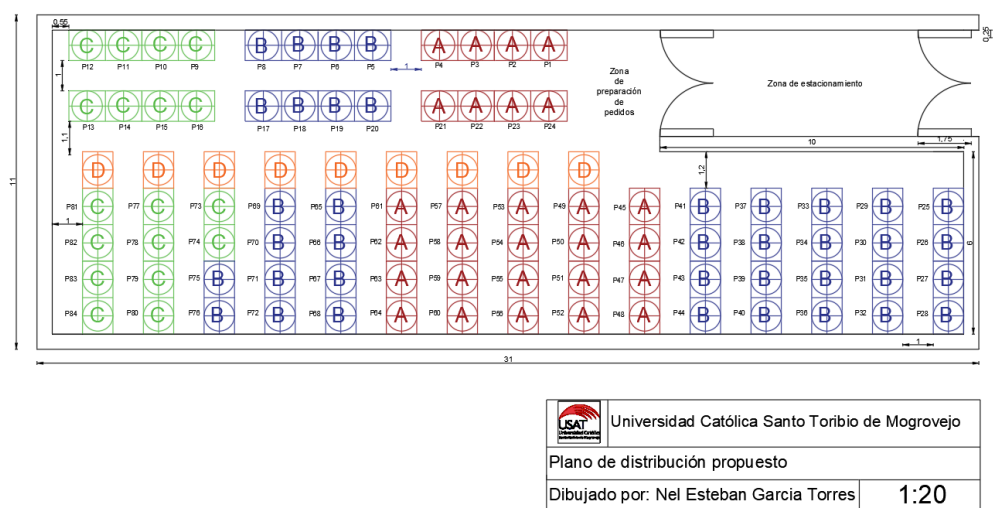 0,55
0,25
C C C C B B B B A A A A
P12 P11 P10 P9 P8 P7 P6 P5 P4 P3 P2 P1
1
1
Zona
de
preparación
de
pedidos
Zona de estacionamiento
C C C C B B B B A A A A
P13 P14 P15 P16 P17 P18 P19 P20 P21 P22 P23 P24
1,1
1,75
10
11
1,2
D D D D D D D D D
P81 C P77 C P73 C P69 B P65 B P61 A P57 A P53 A P49 A P45 A P41 B P37 B P33 B P29 B P25 B
1
P82 C P78 C P74 C P70 B P66 B P62 A P58 A P54 A P50 A P46 A P42 B P38 B P34 B P30 B P26 B
6
P83 C P79 C P75 B P71 B P67 B P63 A P59 A P55 A P51 A P47 A P43 B P39 B P35 B P31 B P27 B
P84 C P80 C P76 B P72 B P68 B P64 A P60 A P56 A P52 A P48 A P44 B P40 B P36 B P32 B P28 B
1
31
USAT
Universidad Católica Santo Toribio de Mogrovejo
Plano de distribución propuesto
Dibujado por: Nel Esteban Garcia Torres
1:20